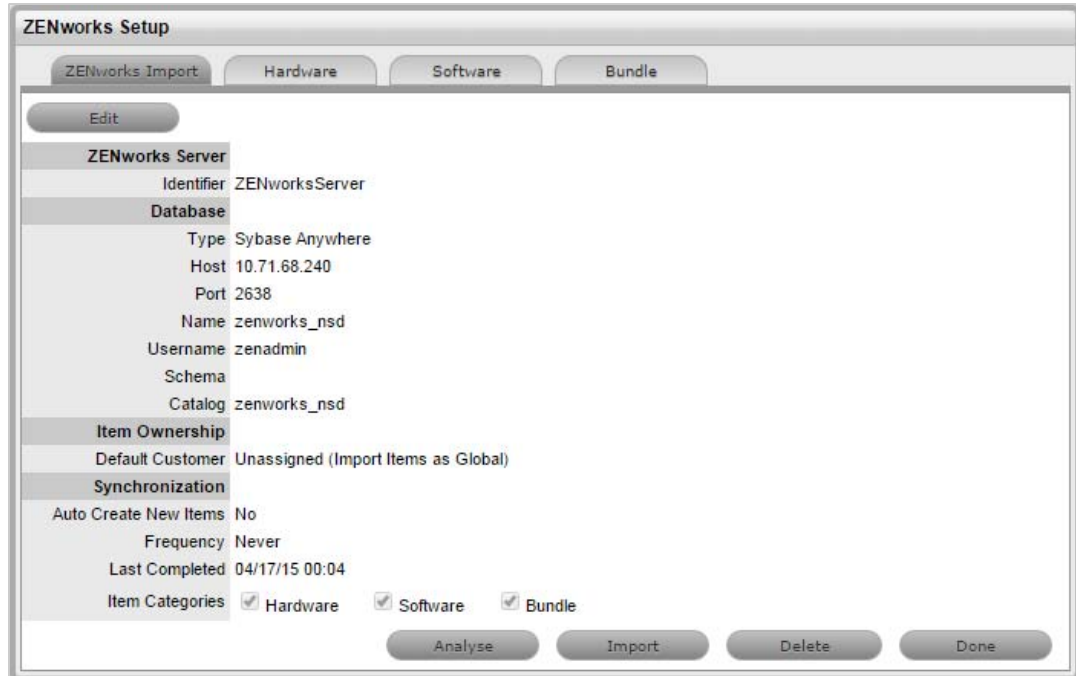 ZENworks Setup
ZENworks Import Hardware Software Bundle
Edit
ZENworks Server
Identifier ZENworksServer
Database
Type Sybase Anywhere
Host 10.71.68.240
Port 2638
Name zenworks_nsd
Username zenadmin
Schema
Catalog zenworks_nsd
Item Ownership
Default Customer Unassigned (Import Items as Global)
Synchronization
Auto Create New Items No
Frequency Never
Last Completed 04/17/15 00:04
Item Categories Hardware Software Bundle
Analyse Import Delete Done